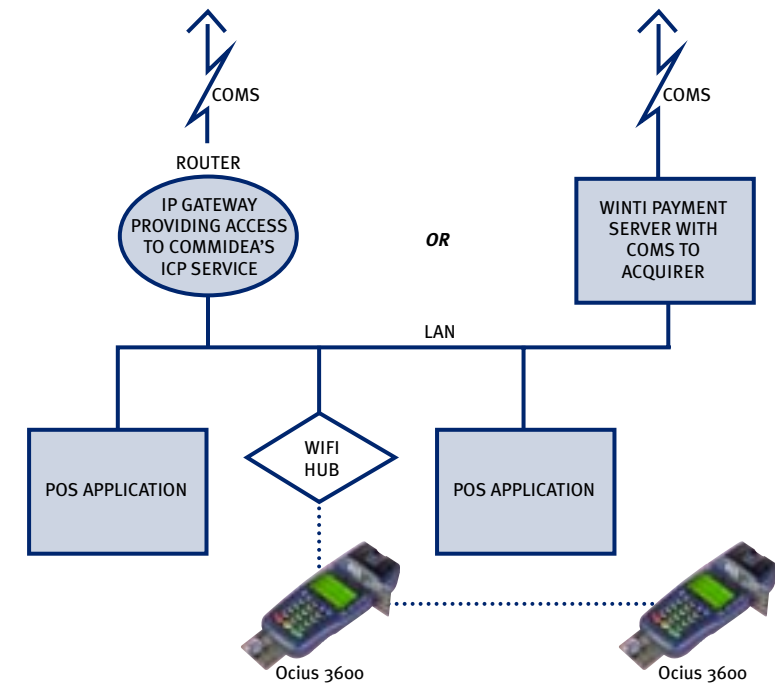 COMS
COMS
ROUTER
IP GATEWAY
PROVIDING ACCESS
TO COMMIDEA'S
ICP SERVICE
OR
WINTI PAYMENT
SERVER WITH
COMS TO
ACQUIRER
LAN
POS APPLICATION
WIFI
HUB
POS APPLICATION
Ocius 3600
Ocius 3600